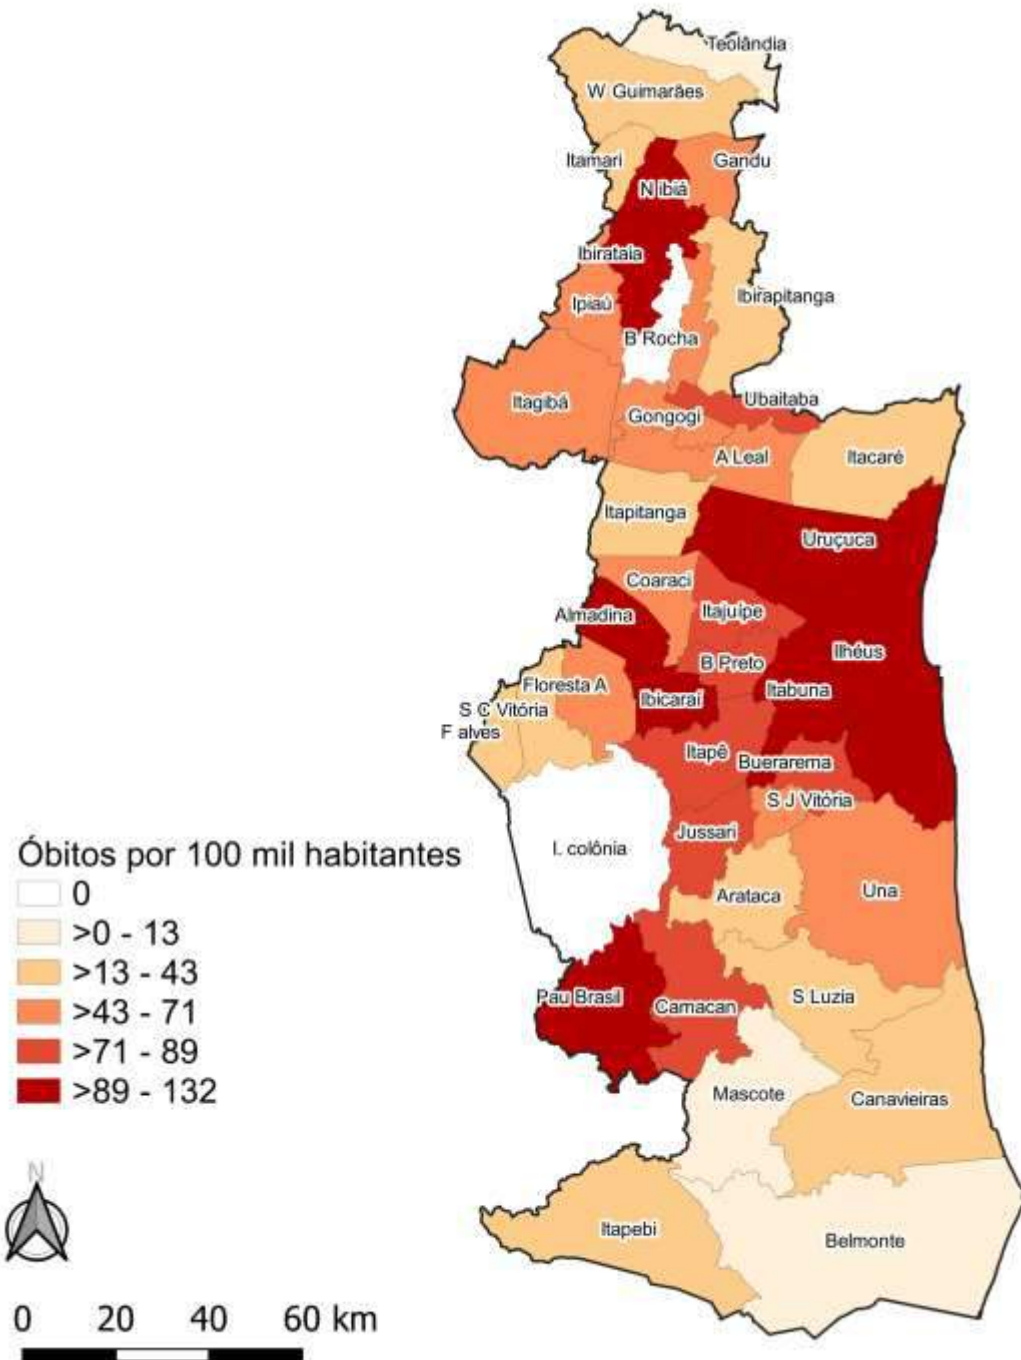 Teolândia
W Guimarães
Itamari
Gandu
N ibiá
Ibirataia
Ipiaú
Ibirapitanga
B Rocha
Itagibá
Ubaitaba
Gongogi
A Leal
Itacaré
Itapitanga
Uruçuca
Coaraci
Almadina
Itajuípe
Ilhéus
B Preto
Floresta A
Ibicaraí
Itabuna
S C Vitória
F alves
Itapê
Buerarema
S J Vitória
Jussari
I. colônia
Arataca
Una
Pau Brasil
Camacan
S Luzia
Mascote
Canavieiras
Itapebi
Belmonte
Óbitos por 100 mil habitantes
0
>0 - 13
>13 - 43
>43 - 71
>71 - 89
>89 - 132
N
0 20 40 60 km